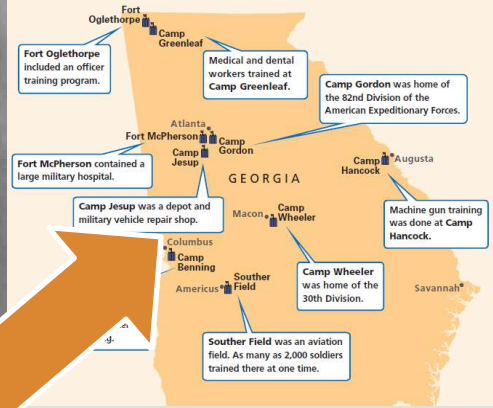 Fort
Oglethorpe
Camp
Greenleaf
Fort Oglethorpe
included an officer
training program.
Medical and dental
workers trained at
Camp Greenleaf.
Camp Gordon was home of
the 82nd Division of the
American Expeditionary Forces.
Atlanta
Fort McPherson
Camp
Gordon
Camp
Jesup
Fort McPherson contained a
large military hospital.
Camp
Hancock
Augusta
GEORGIA
Camp Jesup was a depot and
military vehicle repair shop.
Macon
Camp
Wheeler
Machine gun training
was done at Camp
Hancock.
Columbus
Camp
Benning
Camp Wheeler
was home of the
30th Division.
Americus
Souther
Field
Savannah
Souther Field was an aviation
field. As many as 2,000 soldiers
trained there at one time.